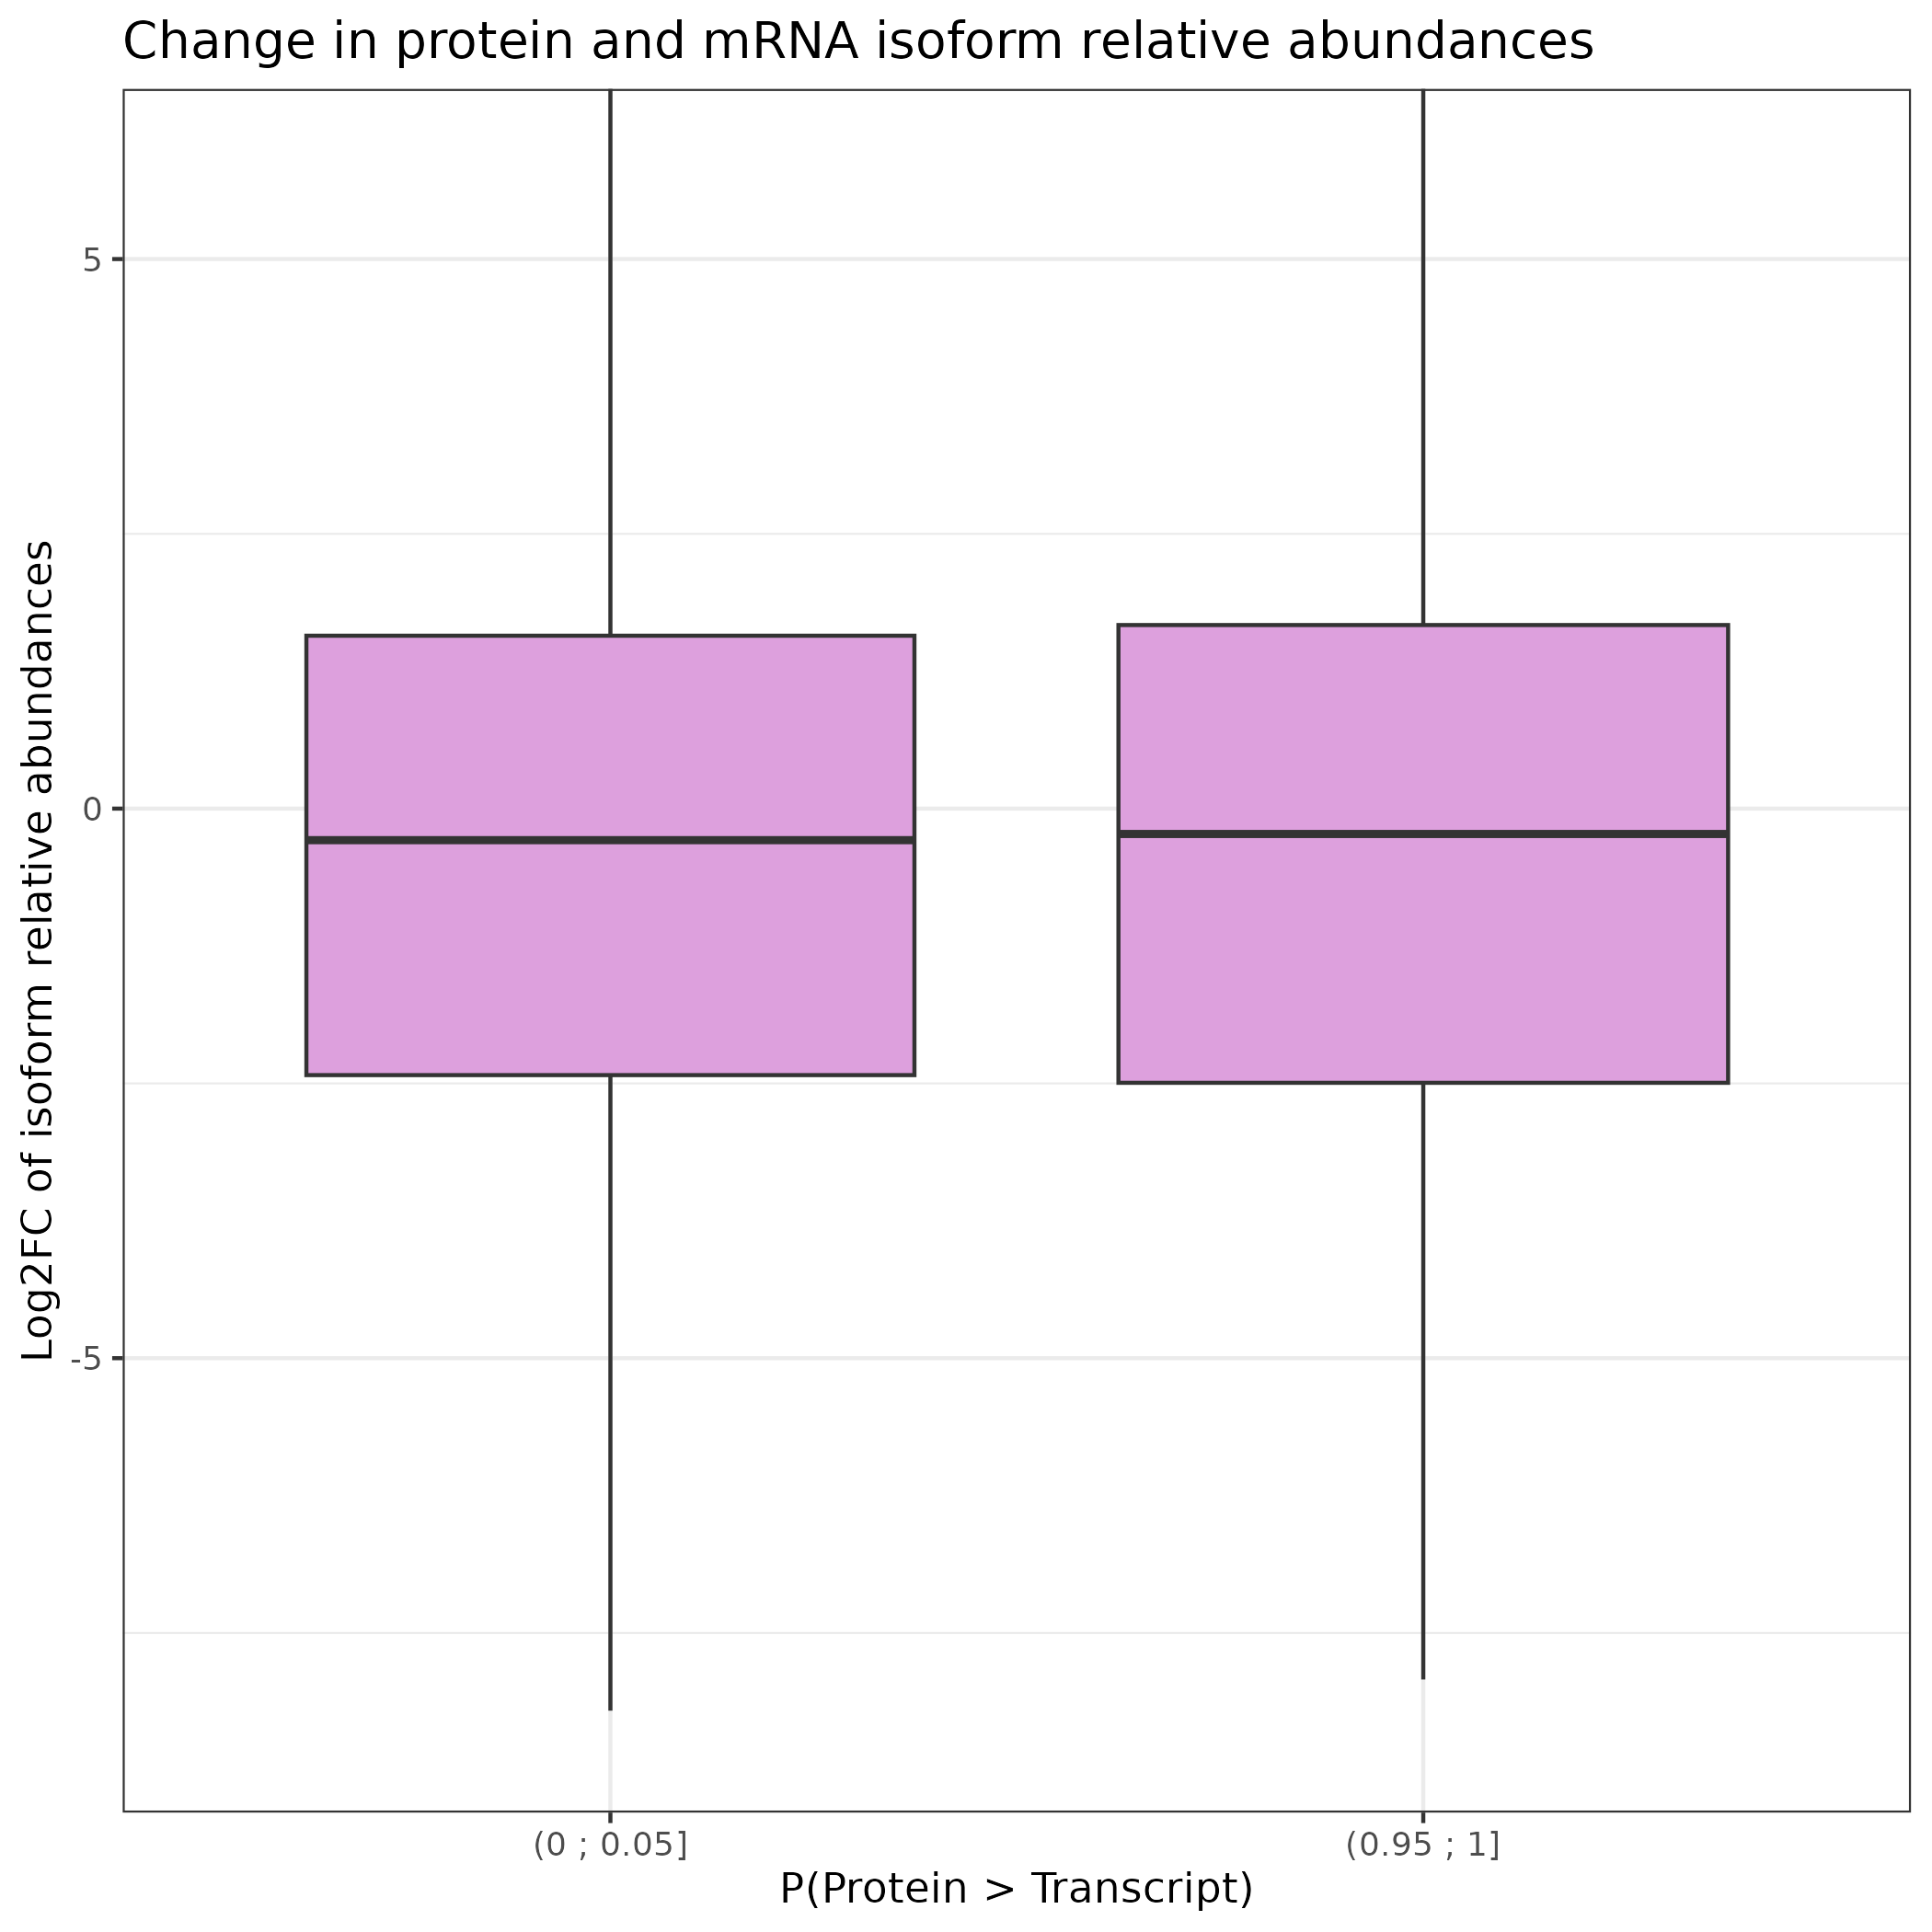 Change in protein and mRNA isoform relative abundances
Log2FC of isoform relative abundances
5
0
-5
(0 ; 0.05]
(0.95 ; 1]
P(Protein > Transcript)